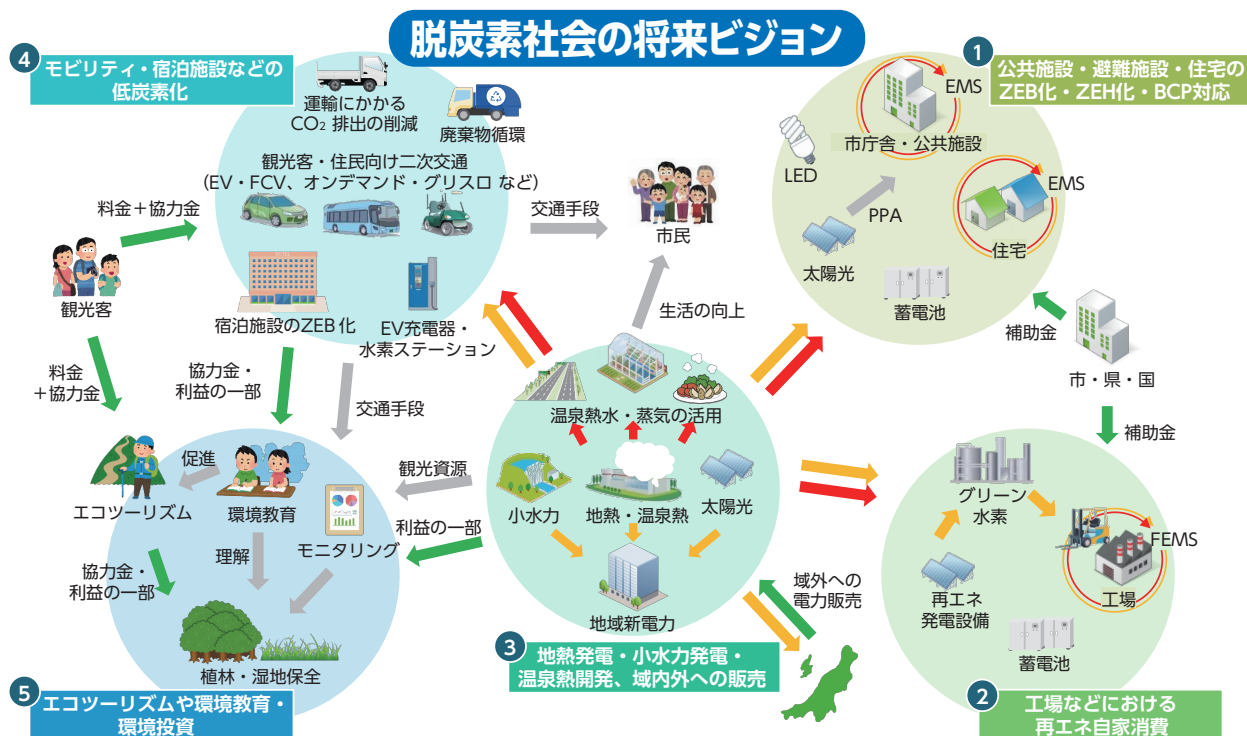 脱炭素社会の将来ビジョン
4
モビリティ・宿泊施設などの
低炭素化
運輸にかかる
CO₂ 排出の削減
廃棄物循環
観光客・住民向け二次交通
(EV・FCV、オンデマンド・グリスロ など)
宿泊施設のZEB 化
EV充電器・
水素ステーション
料金＋協力金
観光客
料金
＋協力金
協力金・
利益の一部
交通手段
交通手段
市民
生活の向上
1
公共施設・避難施設・住宅の
ZEB化・ZEH化・BCP対応
EMS
市庁舎・公共施設
LED
PPA
太陽光
EMS
住宅
蓄電池
補助金
市・県・国
補助金
温泉熱水・蒸気の活用
小水力
地熱・温泉熱
太陽光
地域新電力
観光資源
利益の一部
域外への
電力販売
3
地熱発電・小水力発電・
温泉熱開発、域内外への販売
エコツーリズム
促進
環境教育
モニタリング
理解
協力金・
利益の一部
植林・湿地保全
5
エコツーリズムや環境教育・
環境投資
グリーン
水素
FEMS
工場
再エネ
発電設備
蓄電池
2
工場などにおける
再エネ自家消費